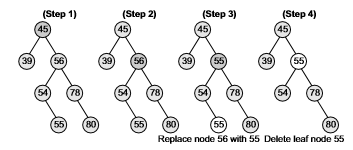 (Step 1) (Step 2) (Step 3) (Step 4)
45 45 45 45
39 56 39 56 39 55 39 55
54 78 54 78 54 78 54 78
55 80 55 80 55 80 80
Replace node 56 with 55 Delete leaf node 55